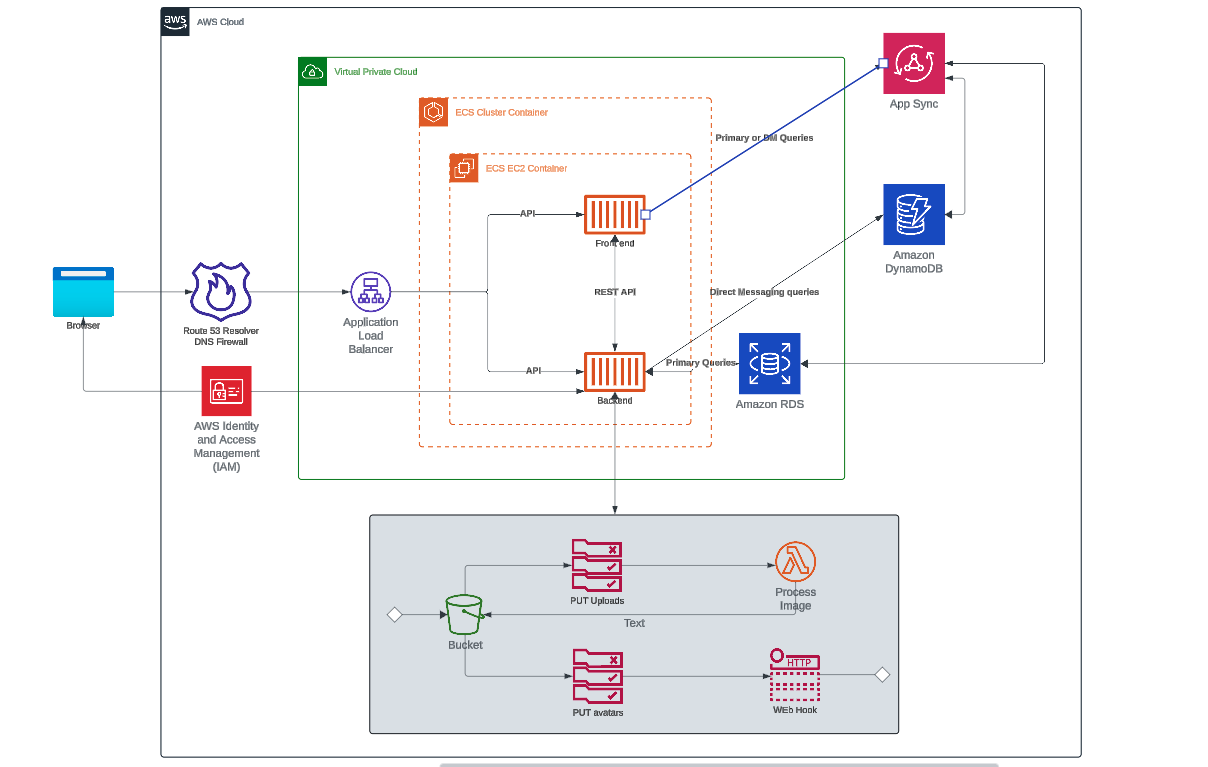 aws
AWS Cloud
Virtual Private Cloud
App Sync
ECS Cluster Container
Primary or DM Queries
ECS EC2 Container
API
Front end
Amazon
DynamoDB
Browser
Route 53 Resolver
DNS Firewall
Application
Load
Balancer
REST API
Direct Messaging queries
API
Primary Queries
Backend
Amazon RDS
AWS Identity
and Access
Management
(IAM)
PUT Uploads
Process
Image
Text
Bucket
HTTP
PUT avatars
WEb Hook